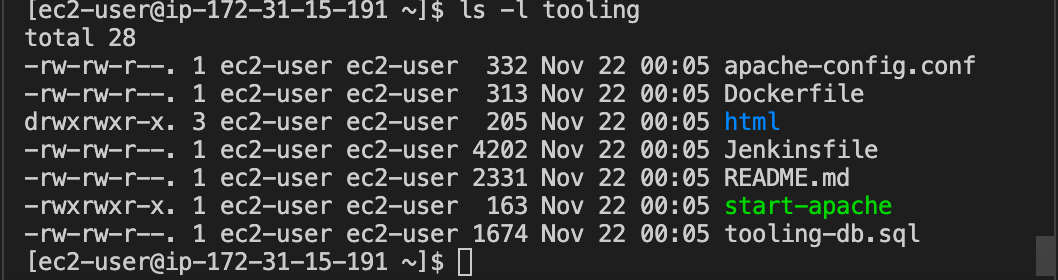 [ec2-user@ip-172-31-15-191 ~]$ ls -l tooling
total 28
-rw-rw-r--. 1 ec2-user ec2-user  332 Nov 22 00:05 apache-config.conf
-rw-rw-r--. 1 ec2-user ec2-user  313 Nov 22 00:05 Dockerfile
drwxrwxr-x. 3 ec2-user ec2-user  205 Nov 22 00:05 html
-rw-rw-r--. 1 ec2-user ec2-user 4202 Nov 22 00:05 Jenkinsfile
-rw-rw-r--. 1 ec2-user ec2-user 2331 Nov 22 00:05 README.md
-rwxrwxr-x. 1 ec2-user ec2-user  163 Nov 22 00:05 start-apache
-rw-rw-r--. 1 ec2-user ec2-user 1674 Nov 22 00:05 tooling-db.sql
[ec2-user@ip-172-31-15-191 ~]$